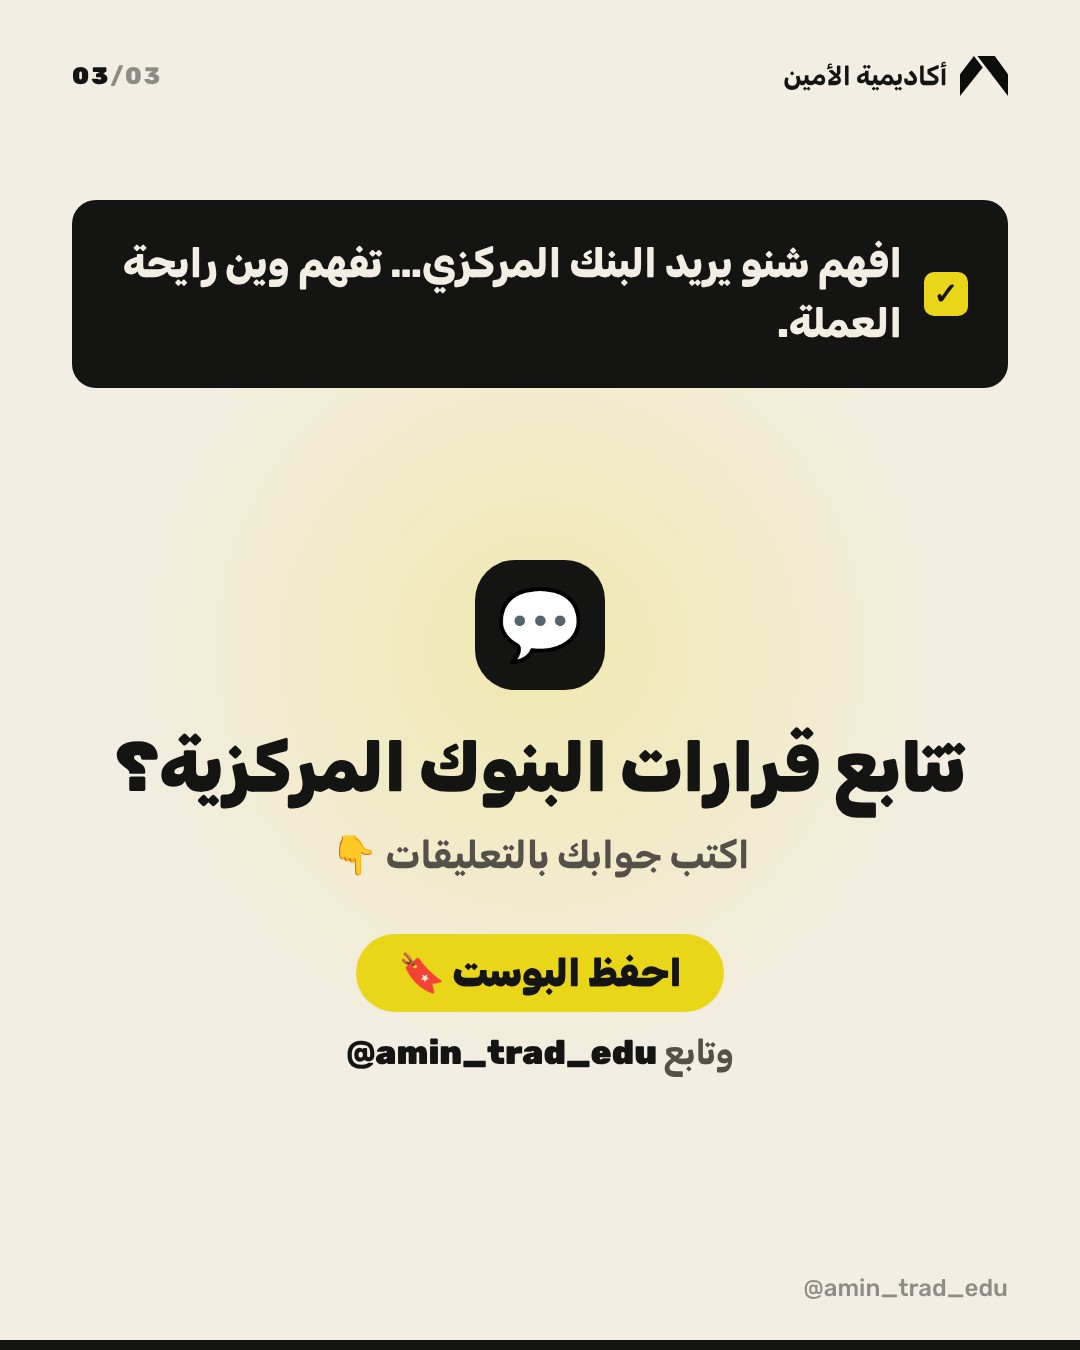 أكاديمية الأمين
03/03
افهم شنو يريد البنك المركزي... تفهم وين رايحة
العملة.
تتابع قرارات البنوك المركزية؟
اكتب جوابك بالتعليقات 👇
احفظ البوست 🔖
وتابع @amin_trad_edu
@amin_trad_edu